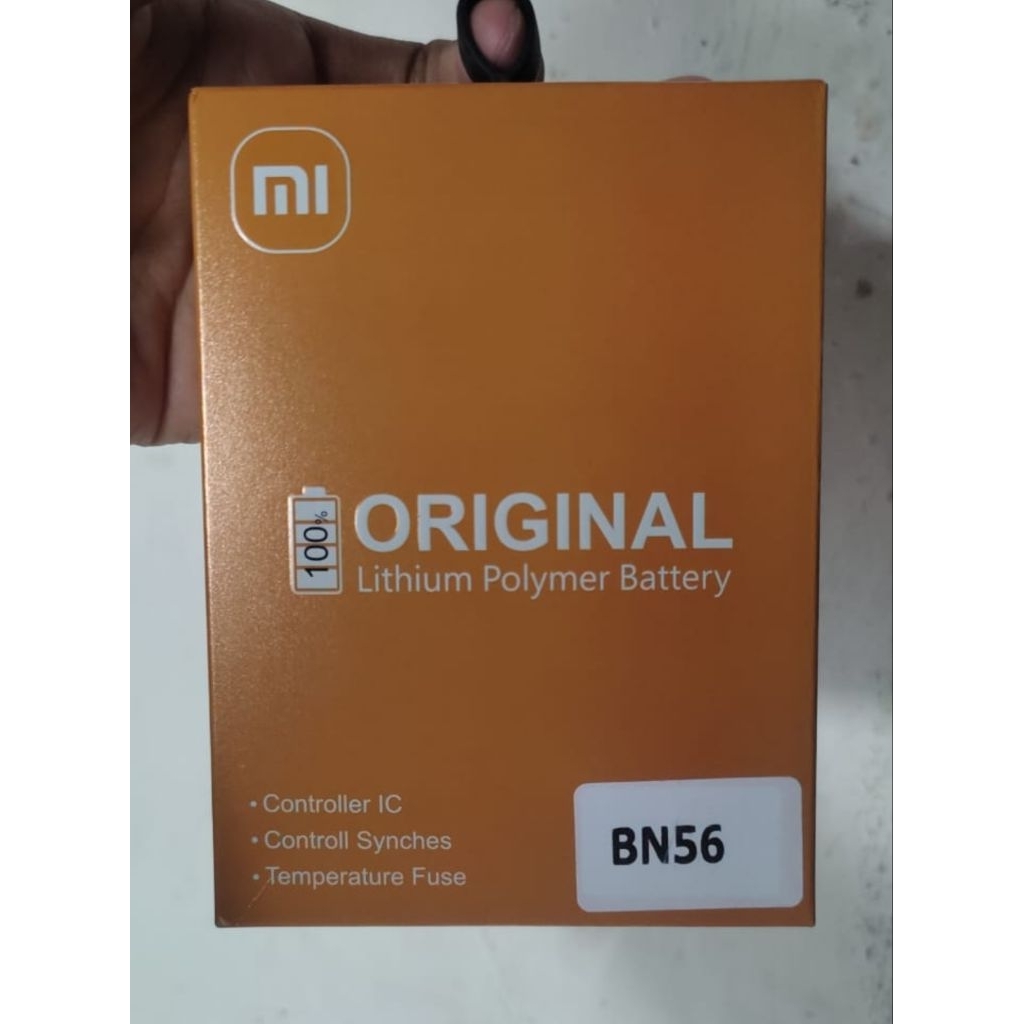 mi
100%
ORIGINAL
Lithium Polymer Battery
• Controller IC
• Controll Synches
• Temperature Fuse
BN56